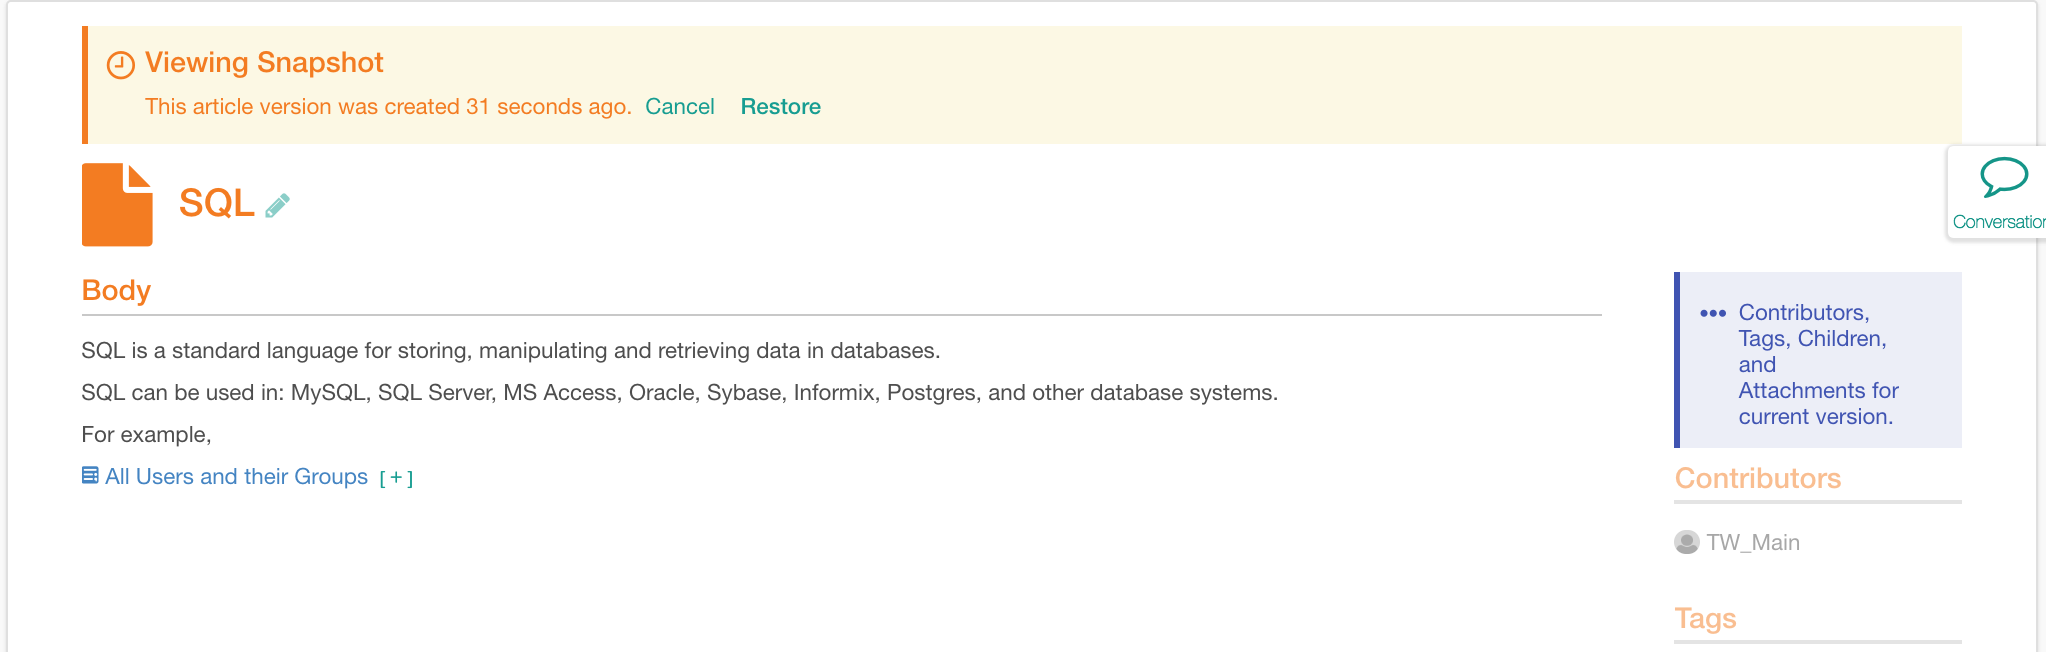 Viewing Snapshot
This article version was created 31 seconds ago. Cancel Restore
SQL
Conversation
Body
SQL is a standard language for storing, manipulating and retrieving data in databases.
SQL can be used in: MySQL, SQL Server, MS Access, Oracle, Sybase, Informix, Postgres, and other database systems.
For example,
All Users and their Groups [ + ]
••• Contributors,
Tags, Children,
and
Attachments for
current version.
Contributors
TW_Main
Tags